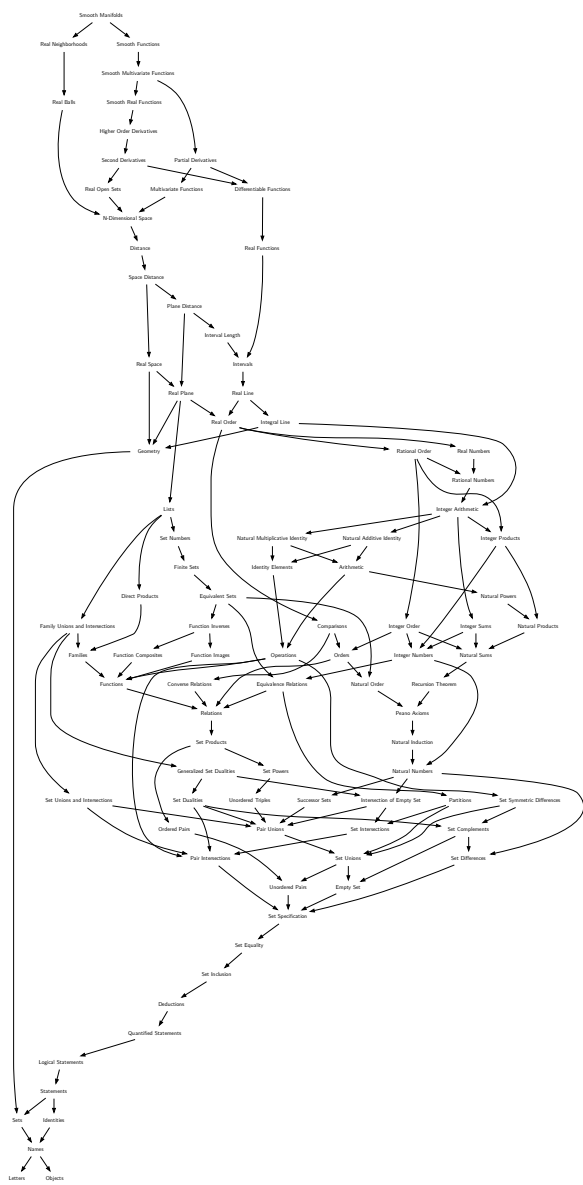 Smooth Manifolds
Real Neighborhoods Smooth Functions
Smooth Multivariate Functions
Real Balls Smooth Real Functions
Higher Order Derivatives
Second Derivatives Partial Derivatives
Real Open Sets Multivariate Functions Differentiable Functions
N-Dimensional Space
Distance Real Functions
Space Distance
Plane Distance
Interval Length
Real Space Intervals
Real Plane Real Line
Real Order Integral Line
Geometry Rational Order Real Numbers
Rational Numbers
Lists Integer Arithmetic
Set Numbers Natural Multiplicative Identity Natural Additive Identity Integer Products
Finite Sets Identity Elements Arithmetic
Direct Products Equivalent Sets Natural Powers
Family Unions and Intersections Function Inverses Comparisons Integer Order Integer Sums Natural Products
Families Function Composites Function Images Operations Orders Integer Numbers Natural Sums
Functions Converse Relations Equivalence Relations Natural Order Recursion Theorem
Relations Peano Axioms
Set Products Natural Induction
Generalized Set Dualities Set Powers Natural Numbers
Set Unions and Intersections Set Dualities Unordered Triples Successor Sets Intersection of Empty Set Partitions Set Symmetric Differences
Ordered Pairs Pair Unions Set Intersections Set Complements
Pair Intersections Set Unions Set Differences
Unordered Pairs Empty Set
Set Specification
Set Equality
Set Inclusion
Deductions
Quantified Statements
Logical Statements
Statements
Sets Identities
Names
Letters Objects